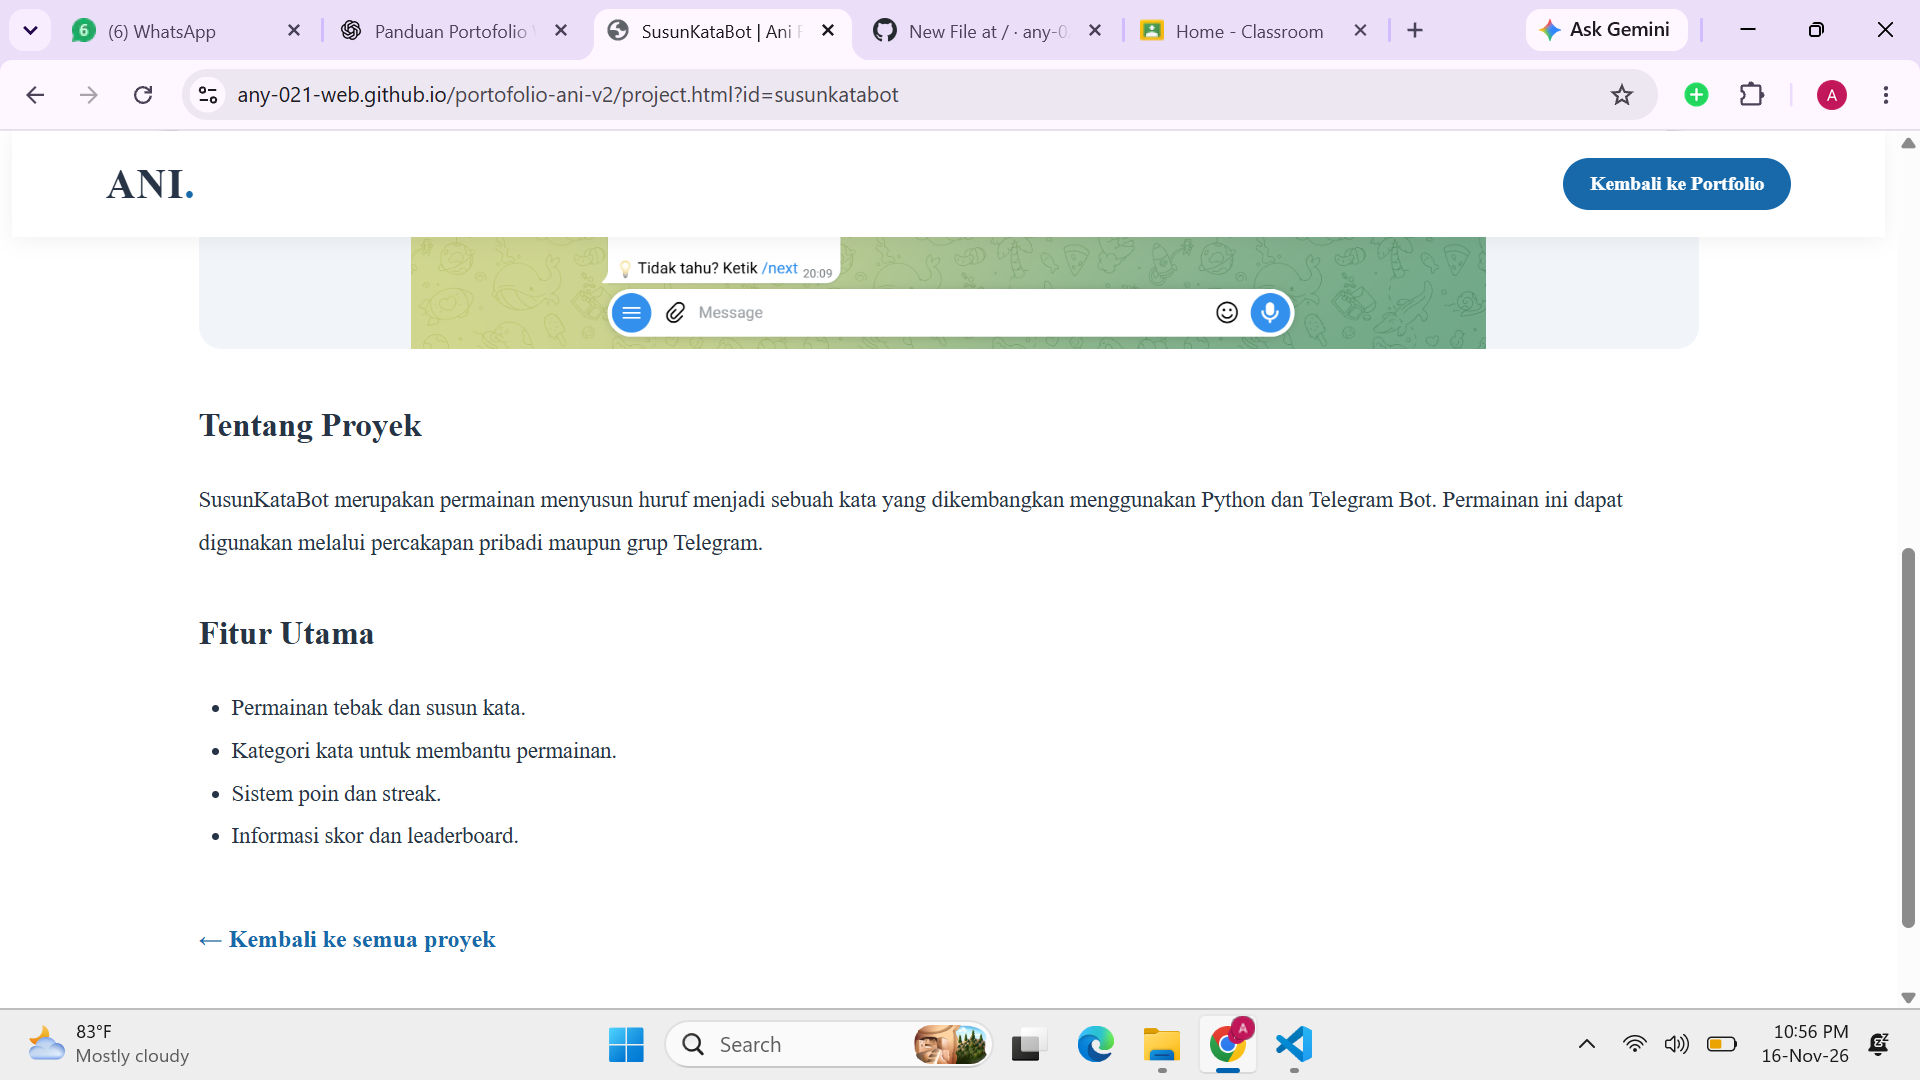 (6) WhatsApp
Panduan Portofolio
SusunKataBot | Ani
New File at / · any-0
Home - Classroom
Ask Gemini
any-021-web.github.io/portofolio-ani-v2/project.html?id=susunkatabot
A
ANI.
Kembali ke Portfolio
💡 Tidak tahu? Ketik /next 20:09
Message
Tentang Proyek
SusunKataBot merupakan permainan menyusun huruf menjadi sebuah kata yang dikembangkan menggunakan Python dan Telegram Bot. Permainan ini dapat
digunakan melalui percakapan pribadi maupun grup Telegram.
Fitur Utama
• Permainan tebak dan susun kata.
• Kategori kata untuk membantu permainan.
• Sistem poin dan streak.
• Informasi skor dan leaderboard.
← Kembali ke semua proyek
83°F
Mostly cloudy
Search
A
10:56 PM
16-Nov-26